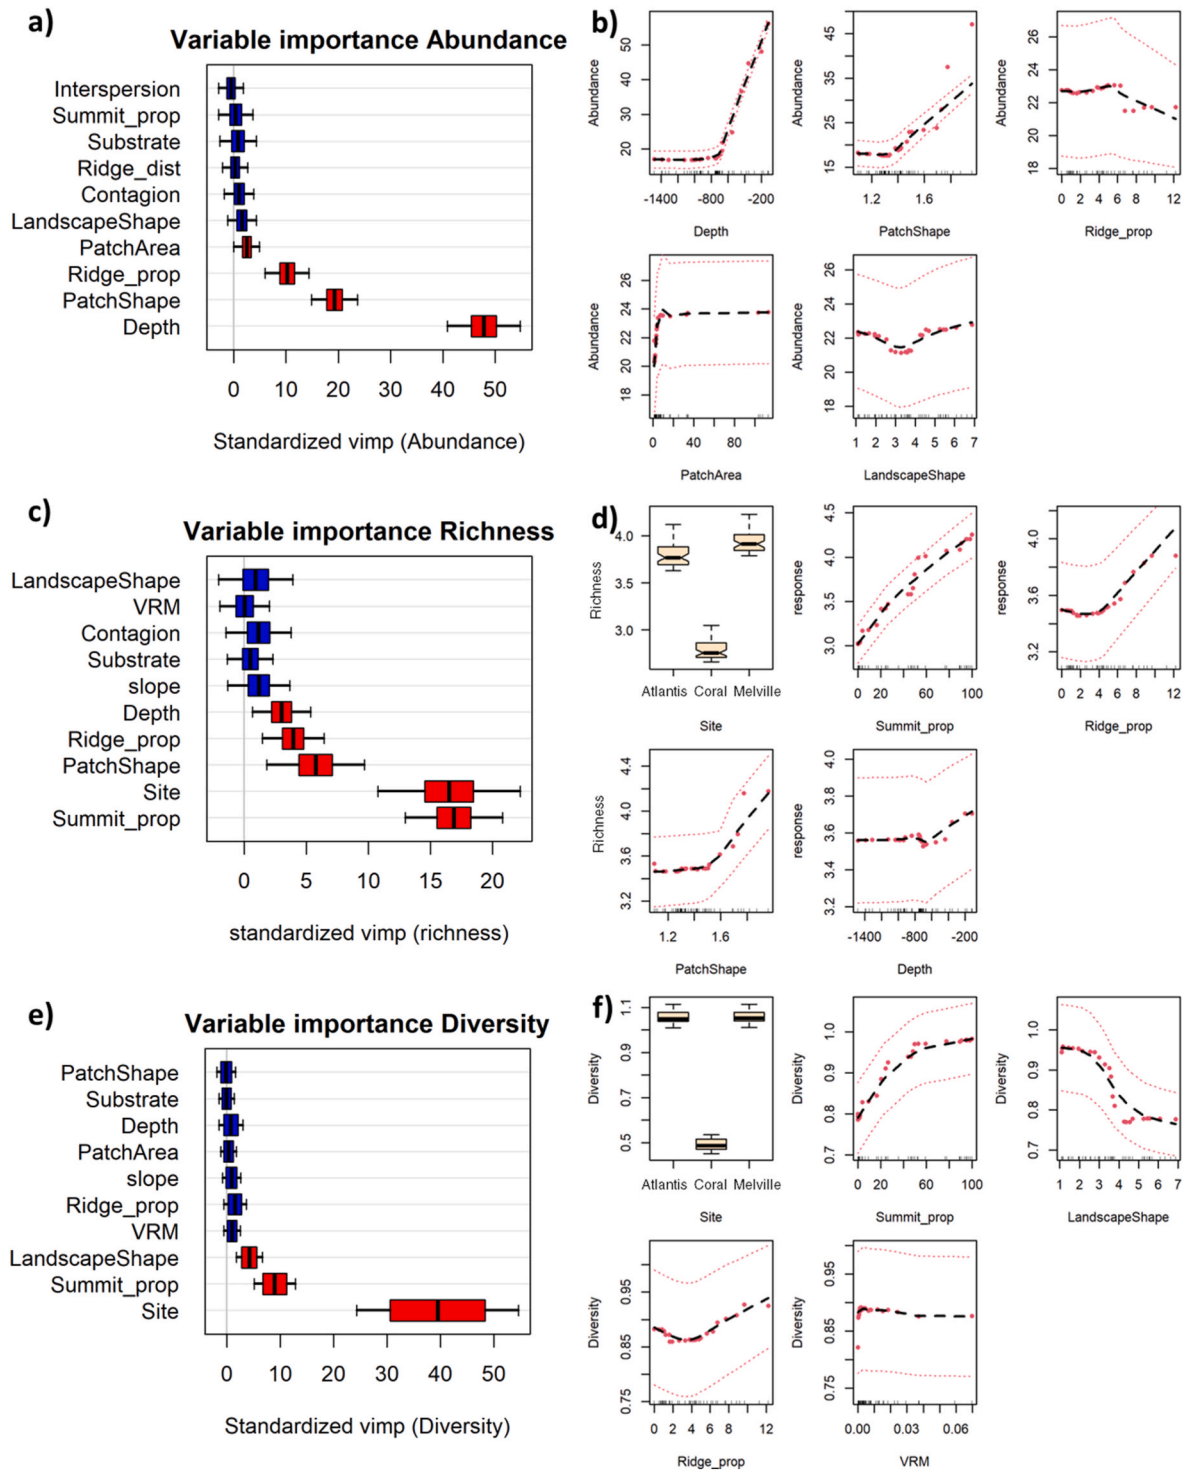 a)
Variable importance Abundance
Interspersion
Summit_prop
Substrate
Ridge_dist
Contagion
LandscapeShape
PatchArea
Ridge_prop
PatchShape
Depth
0 10 20 30 40 50
Standardized vimp (Abundance)
b)
Abundance
20 30 40 50
-1400 -800 -200
Depth
Abundance
15 25 35 45
1.2 1.6
PatchShape
Abundance
18 20 22 24 26
0 2 4 6 8 12
Ridge_prop
Abundance
18 20 22 24 26
0 40 80
PatchArea
Abundance
18 20 22 24 26
1 2 3 4 5 6 7
LandscapeShape
c)
Variable importance Richness
LandscapeShape
VRM
Contagion
Substrate
slope
Depth
Ridge_prop
PatchShape
Site
Summit_prop
0 5 10 15 20
standardized vimp (richness)
d)
Richness
3.0 3.5 4.0
Atlantis Coral Melville
Site
response
3.0 3.5 4.0 4.5
0 20 60 100
Summit_prop
response
3.2 3.6 4.0
0 2 4 6 8 12
Ridge_prop
Richness
3.2 3.6 4.0 4.4
1.2 1.6
PatchShape
response
3.2 3.4 3.6 3.8 4.0
-1400 -800 -200
Depth
e)
Variable importance Diversity
PatchShape
Substrate
Depth
PatchArea
slope
Ridge_prop
VRM
LandscapeShape
Summit_prop
Site
0 10 20 30 40 50
Standardized vimp (Diversity)
f)
Diversity
0.5 0.7 0.9 1.1
Atlantis Coral Melville
Site
Diversity
0.7 0.8 0.9 1.0
0 20 60 100
Summit_prop
Diversity
0.7 0.8 0.9 1.0
1 2 3 4 5 6 7
LandscapeShape
Diversity
0.75 0.85 0.95
0 2 4 6 8 12
Ridge_prop
Diversity
0.75 0.85 0.95
0.00 0.03 0.06
VRM